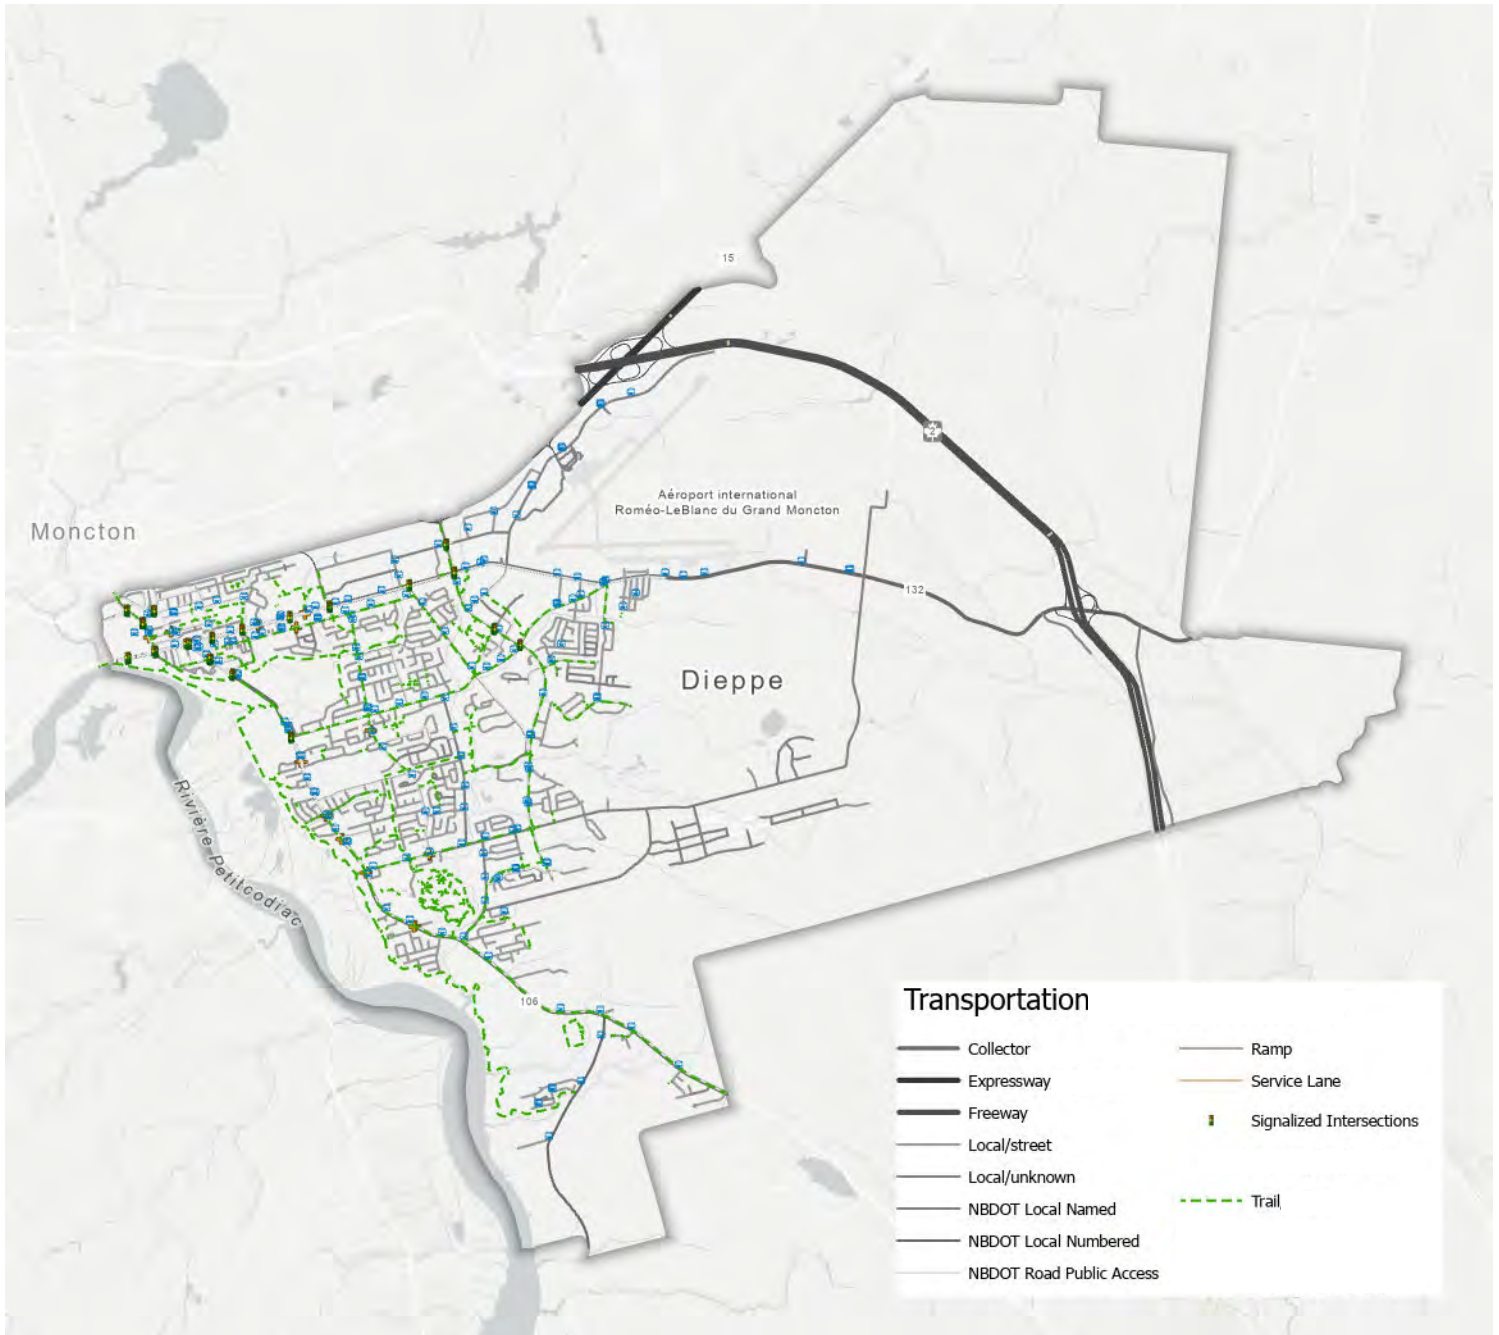 15
2
Moncton
Aéroport international
Roméo-LeBlanc du Grand Moncton
132
Dieppe
Rivière Petitcodiac
106
Transportation
Collector
Expressway
Freeway
Local/street
Local/unknown
NBDOT Local Named
NBDOT Local Numbered
NBDOT Road Public Access
Ramp
Service Lane
Signalized Intersections
Trail